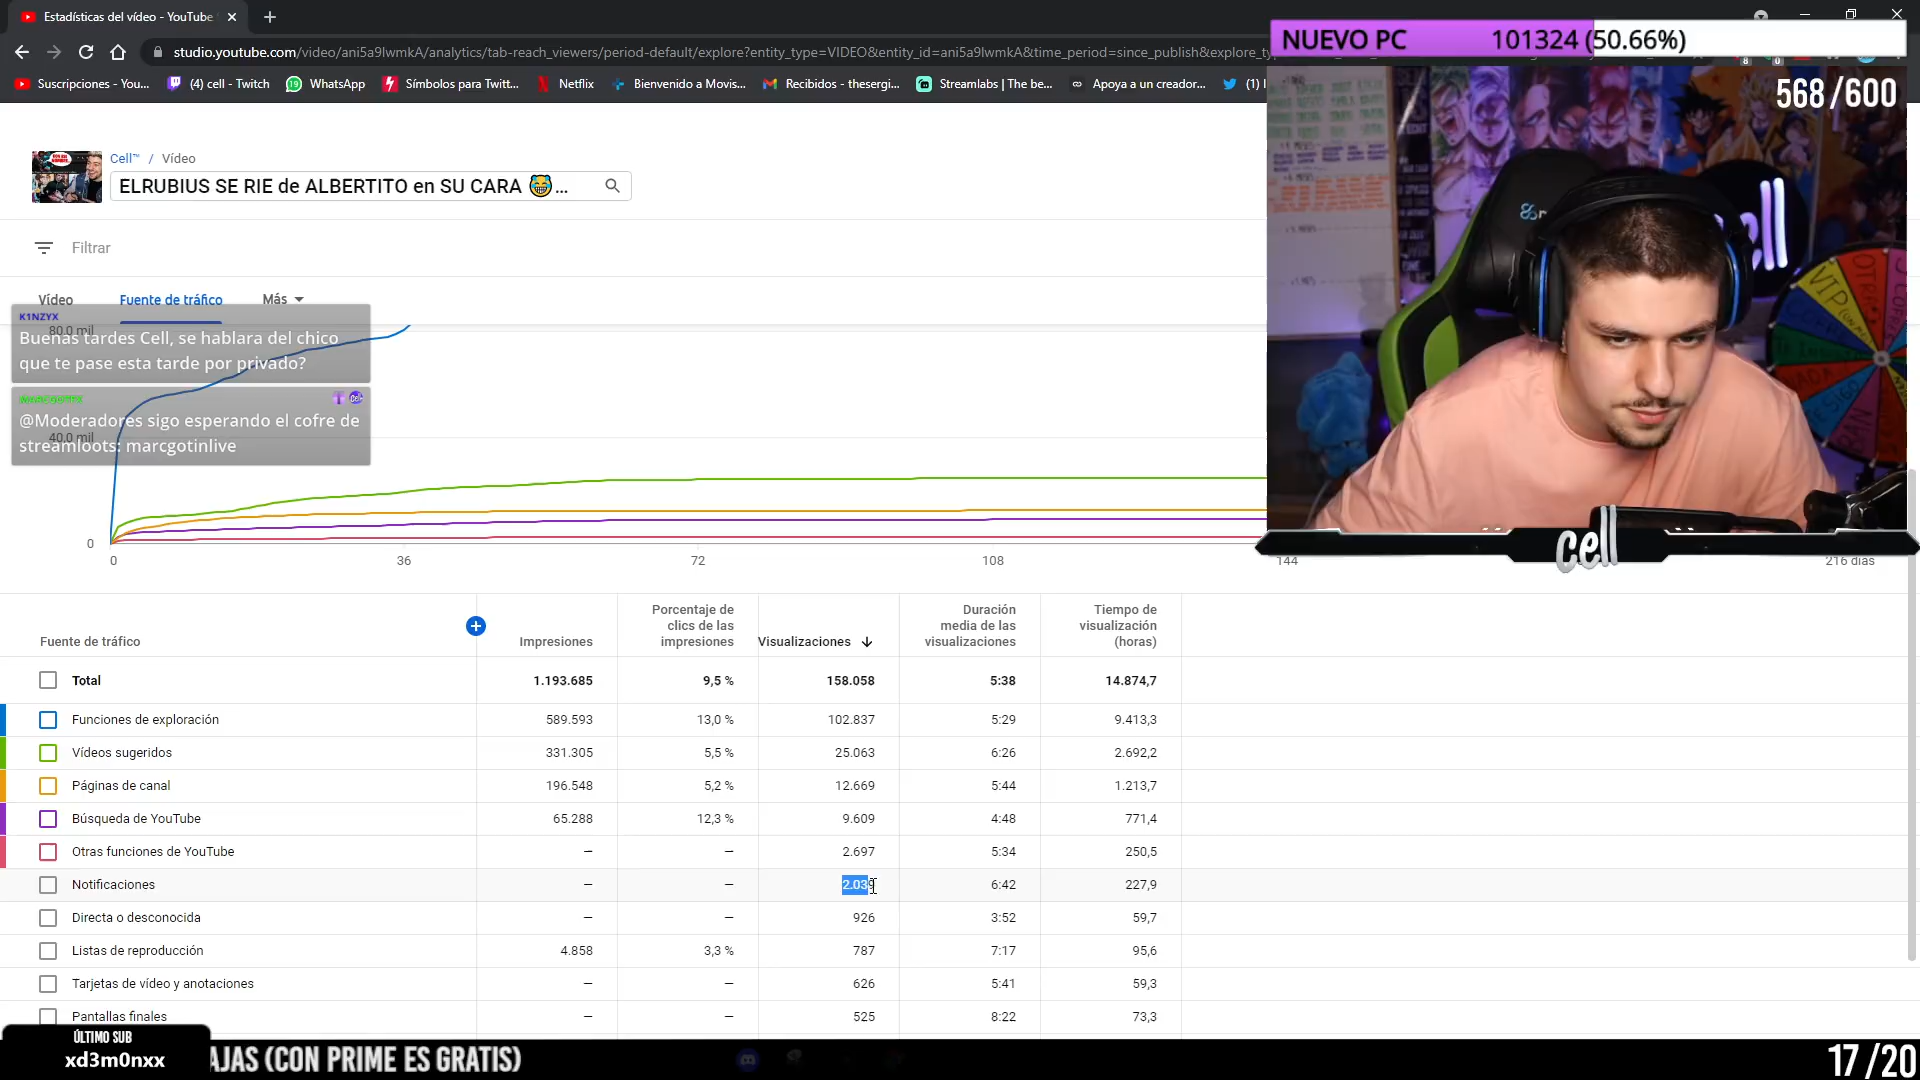 Estadísticas del vídeo - YouTube
NUEVO PC 101324 (50.66%)
studio.youtube.com/video/ani5a9lwmkA/analytics/tab-reach_viewers/period-default/explore?entity_type=VIDEO&entity_id=ani5a9lwmkA&time_period=since_publish&explore_ty
Suscripciones - You... (4) cell - Twitch WhatsApp Símbolos para Twitt... Netflix Bienvenido a Movis... Recibidos - thesergi... Streamlabs | The be... Apoya a un creador... (1)
568/600
Cell™ / Vídeo
ELRUBIUS SE RIE de ALBERTITO en SU CARA 😹...
Filtrar
Vídeo Fuente de tráfico Más
K1NZYX
Buenas tardes Cell, se hablara del chico
que te pase esta tarde por privado?
80.0 mil
@Moderadores sigo esperando el cofre de
streamloots: marcgotinlive
40.0 mil
0
0 36 72 108 144 216 días
cell
cell
VIP
Fuente de tráfico Impresiones Porcentaje de clics de las impresiones Visualizaciones Duración media de las visualizaciones Tiempo de visualización (horas)
Total 1.193.685 9,5 % 158.058 5:38 14.874,7
Funciones de exploración 589.593 13,0 % 102.837 5:29 9.413,3
Vídeos sugeridos 331.305 5,5 % 25.063 6:26 2.692,2
Páginas de canal 196.548 5,2 % 12.669 5:44 1.213,7
Búsqueda de YouTube 65.288 12,3 % 9.609 4:48 771,4
Otras funciones de YouTube – – 2.697 5:34 250,5
Notificaciones – – 2.039 6:42 227,9
Directa o desconocida – – 926 3:52 59,7
Listas de reproducción 4.858 3,3 % 787 7:17 95,6
Tarjetas de vídeo y anotaciones – – 626 5:41 59,3
Pantallas finales – – 525 8:22 73,3
ÚLTIMO SUB
xd3m0nxx
AJAS (CON PRIME ES GRATIS)
17/20